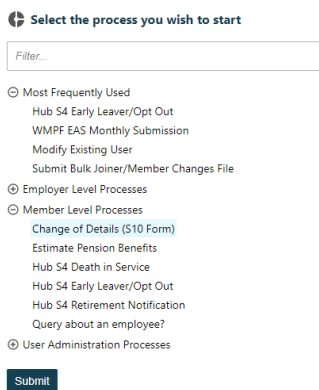 Select the process you wish to start
Filter...
Most Frequently Used
Hub S4 Early Leaver/Opt Out
WMPF EAS Monthly Submission
Modify Existing User
Submit Bulk Joiner/Member Changes File
Employer Level Processes
Member Level Processes
Change of Details (S10 Form)
Estimate Pension Benefits
Hub S4 Death in Service
Hub S4 Early Leaver/Opt Out
Hub S4 Retirement Notification
Query about an employee?
User Administration Processes
Submit